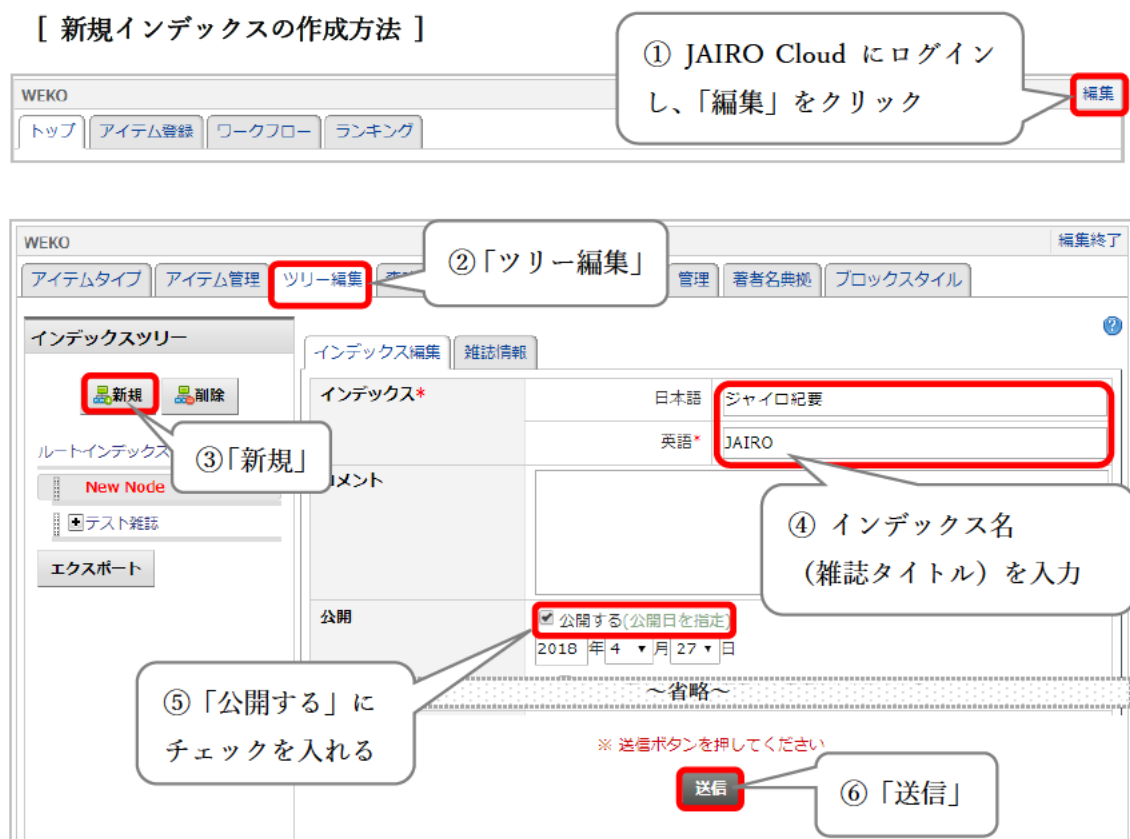 [ 新規インデックスの作成方法 ]
① JAIRO Cloud にログイン
し、「編集」をクリック
WEKO
編集
トップ
アイテム登録
ワークフロー
ランキング
WEKO
編集終了
②「ツリー編集」
アイテムタイプ
アイテム管理
ツリー編集
管理
著者名典拠
ブロックスタイル
インデックスツリー
新規
削除
③「新規」
ルートインデックス
New Node
テスト雑誌
エクスポート
インデックス編集
雑誌情報
インデックス*
日本語
ジャイロ紀要
英語*
JAIRO
コメント
④ インデックス名
（雑誌タイトル）を入力
公開
公開する(公開日を指定)
2018 年 4 月 27 日
⑤「公開する」に
チェックを入れる
～省略～
※ 送信ボタンを押してください
送信
⑥「送信」